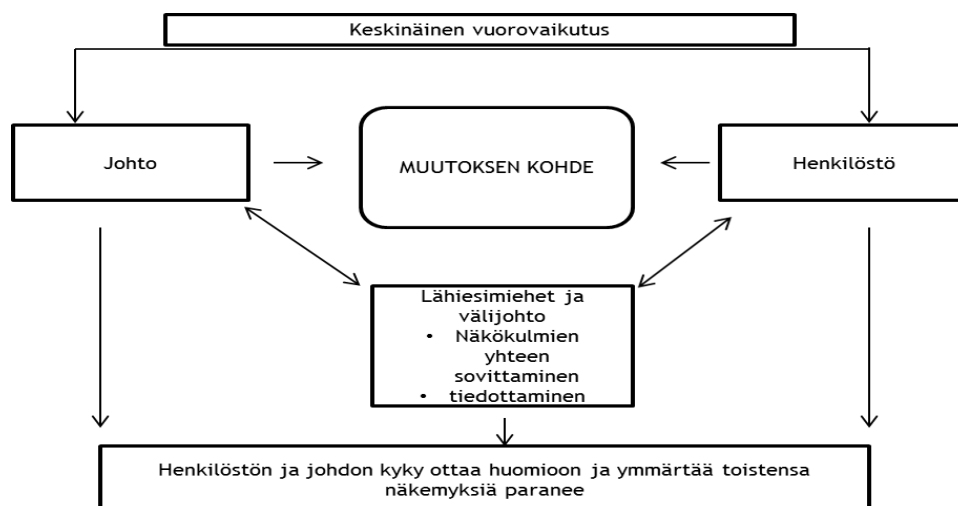 Keskinäinen vuorovaikutus
Johto
MUUTOKSEN KOHDE
Henkilöstö
Lähiesimiehet ja
välijohto
• Näkökulmien
yhteen
sovittaminen
• tiedottaminen
Henkilöstön ja johdon kyky ottaa huomioon ja ymmärtää toistensa
näkemyksiä paranee